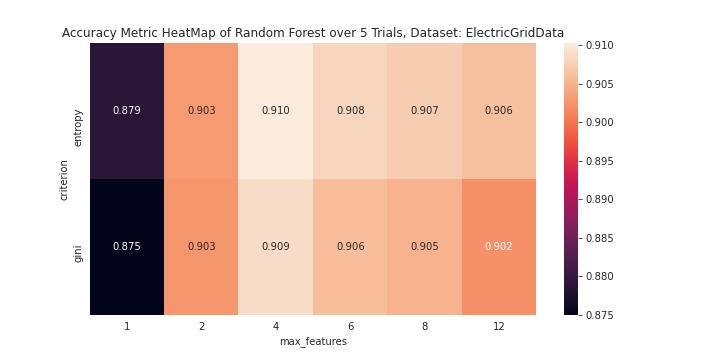 Accuracy Metric HeatMap of Random Forest over 5 Trials, Dataset: ElectricGridData
entropy
0.879 0.903 0.910 0.908 0.907 0.906
criterion
gini
0.875 0.903 0.909 0.906 0.905 0.902
1 2 4 6 8 12
max_features
0.910
0.905
0.900
0.895
0.890
0.885
0.880
0.875